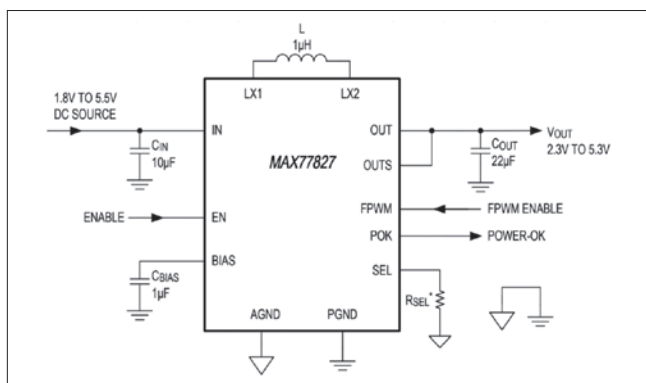 L
1µH
LX1
LX2
1.8V TO 5.5V
DC SOURCE
IN
OUT
VOUT
2.3V TO 5.3V
CIN
10µF
COUT
22µF
MAX77827
OUTS
ENABLE
EN
FPWM
FPWM ENABLE
POK
POWER-OK
BIAS
SEL
CBIAS
1µF
RSEL*
AGND
PGND